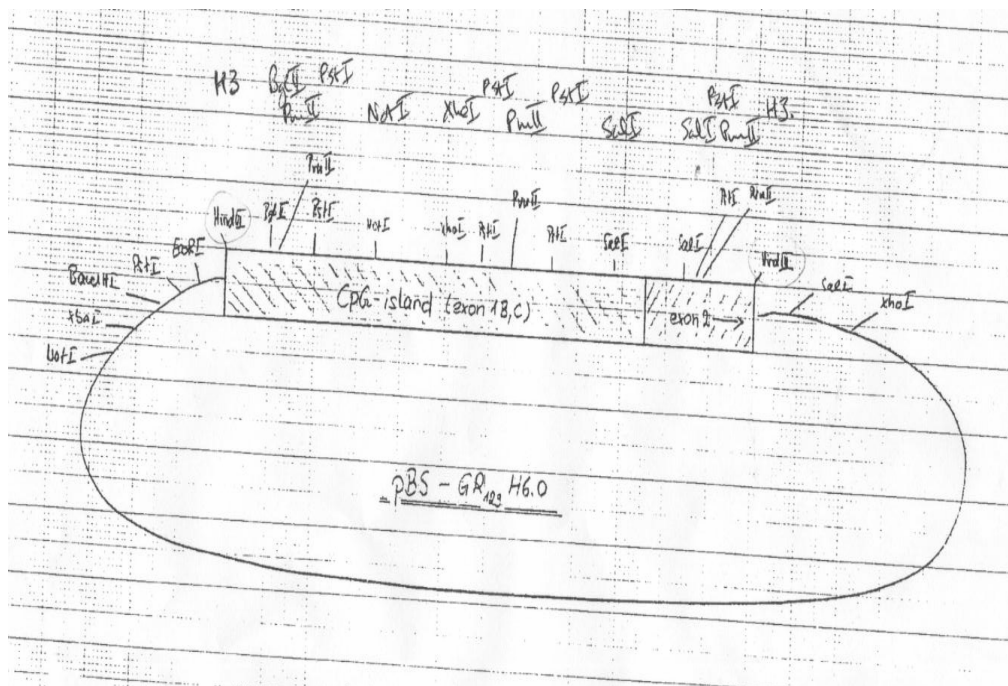 H3 BglII PstI PstI PstI PstI H3.
PvuII NotI XhoI PvuII SalI SalI PvuII
PvuII
HindIII BglII PstI NotI XhoI PstI PvuII PstI SalI SalI PstI PvuII HindIII
EcoRI
PstI
BamHI
XbaI
NotI
SalI
XhoI
CpG-island (exon 1B,C)
exon 2 →
pBS - GR H6.0